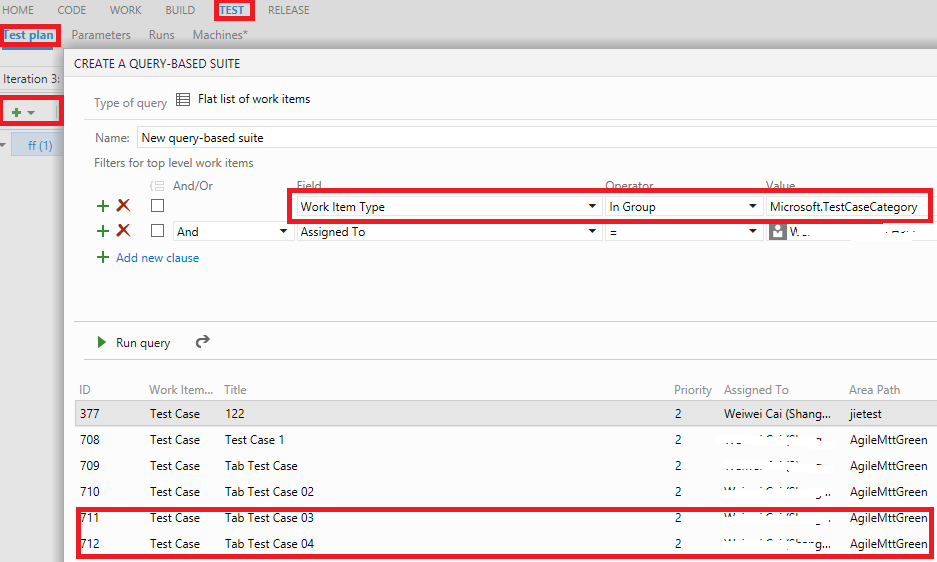 HOME CODE WORK BUILD TEST RELEASE
Test plan Parameters Runs Machines*
CREATE A QUERY-BASED SUITE
Iteration 3:
Type of query Flat list of work items
ff (1)
Name: New query-based suite
Filters for top level work items
And/Or Field Operator Value
Work Item Type In Group Microsoft.TestCaseCategory
And Assigned To =
Add new clause
Run query
ID Work Item... Title Priority Assigned To Area Path
377 Test Case 122 2 Weiwei Cai (Shang... jietest
708 Test Case Test Case 1 2 AgileMttGreen
709 Test Case Tab Test Case 2 AgileMttGreen
710 Test Case Tab Test Case 02 2 AgileMttGreen
711 Test Case Tab Test Case 03 2 AgileMttGreen
712 Test Case Tab Test Case 04 2 AgileMttGreen